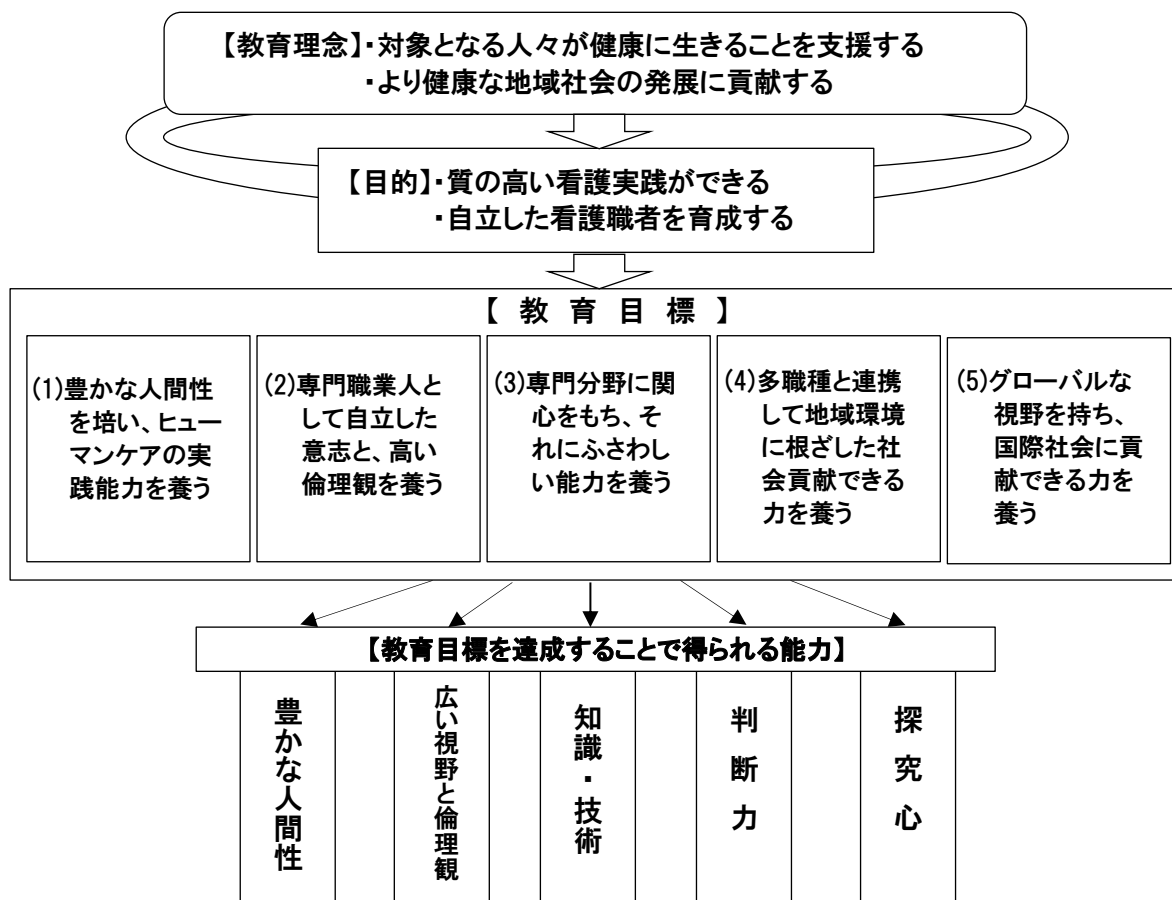 【教育理念】・対象となる人々が健康に生きることを支援する
・より健康な地域社会の発展に貢献する
【目的】・質の高い看護実践ができる
・自立した看護職者を育成する
【 教 育 目 標 】
(1)豊かな人間性
を培い、ヒュー
マンケアの実
践能力を養う
(2)専門職業人と
して自立した
意志と、高い
倫理観を養う
(3)専門分野に関
心をもち、そ
れにふさわし
い能力を養う
(4)多職種と連携
して地域環境
に根ざした社
会貢献できる
力を養う
(5)グローバルな
視野を持ち、
国際社会に貢
献できる力を
養う
【教育目標を達成することで得られる能力】
豊かな人間性
広い視野と倫理観
知識・技術
判断力
探究心